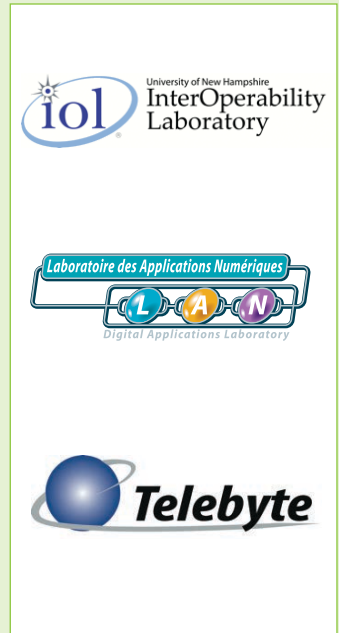 University of New Hampshire
iol InterOperability
Laboratory
Laboratoire des Applications Numériques
L A N
Digital Applications Laboratory
Telebyte